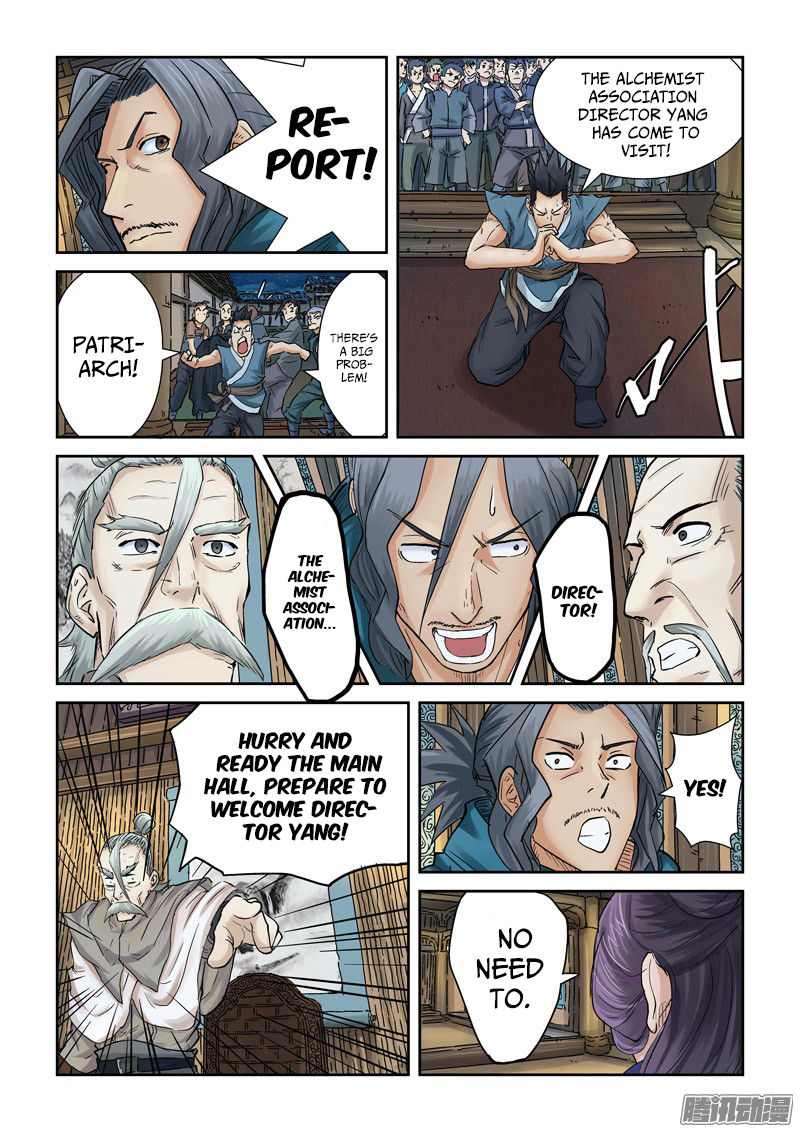 RE-
PORT!
PATRI-
ARCH!
THERE'S
A BIG
PROB-
LEM!
THE ALCHEMIST
ASSOCIATION
DIRECTOR YANG
HAS COME TO
VISIT!
THE
ALCHE-
MIST
ASSOCI-
ATION...
DIREC-
TOR!
HURRY AND
READY THE MAIN
HALL, PREPARE TO
WELCOME DIREC-
TOR YANG!
YES!
NO
NEED
TO.
腾讯动漫